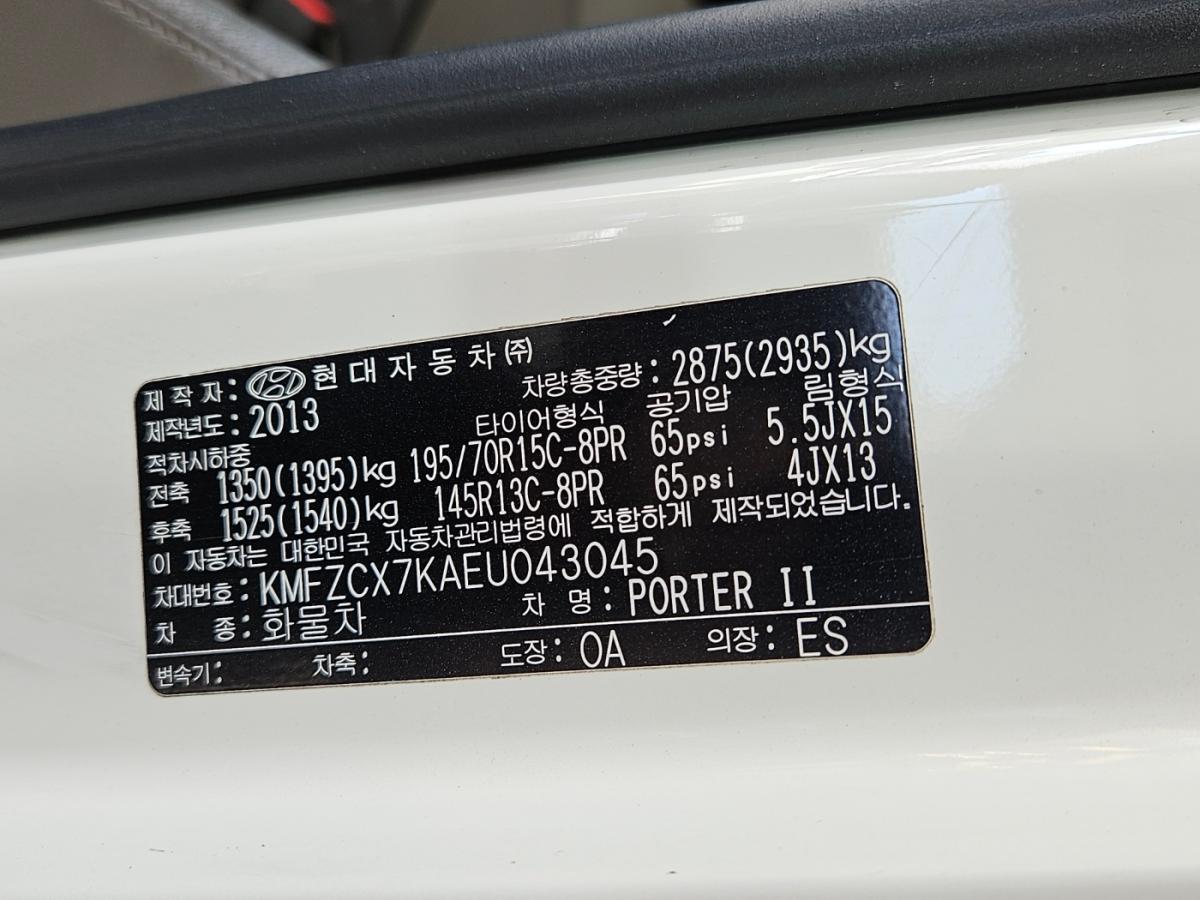 제 작 자 : 현 대 자 동 차 ㈜
제작년도 : 2013 차량총중량 : 2875(2935)kg
적차시하중 타이어형식 공기압 림형식
전축 1350(1395)kg 195/70R15C-8PR 65psi 5.5JX15
후축 1525(1540)kg 145R13C-8PR 65psi 4JX13
이 자동차는 대한민국 자동차관리법령에 적합하게 제작되었습니다.
차대번호 : KMFZCX7KAEU043045
차 종 : 화물차 차 명 : PORTER II
변속기 : 차축 : 도장 : OA 의장 : ES